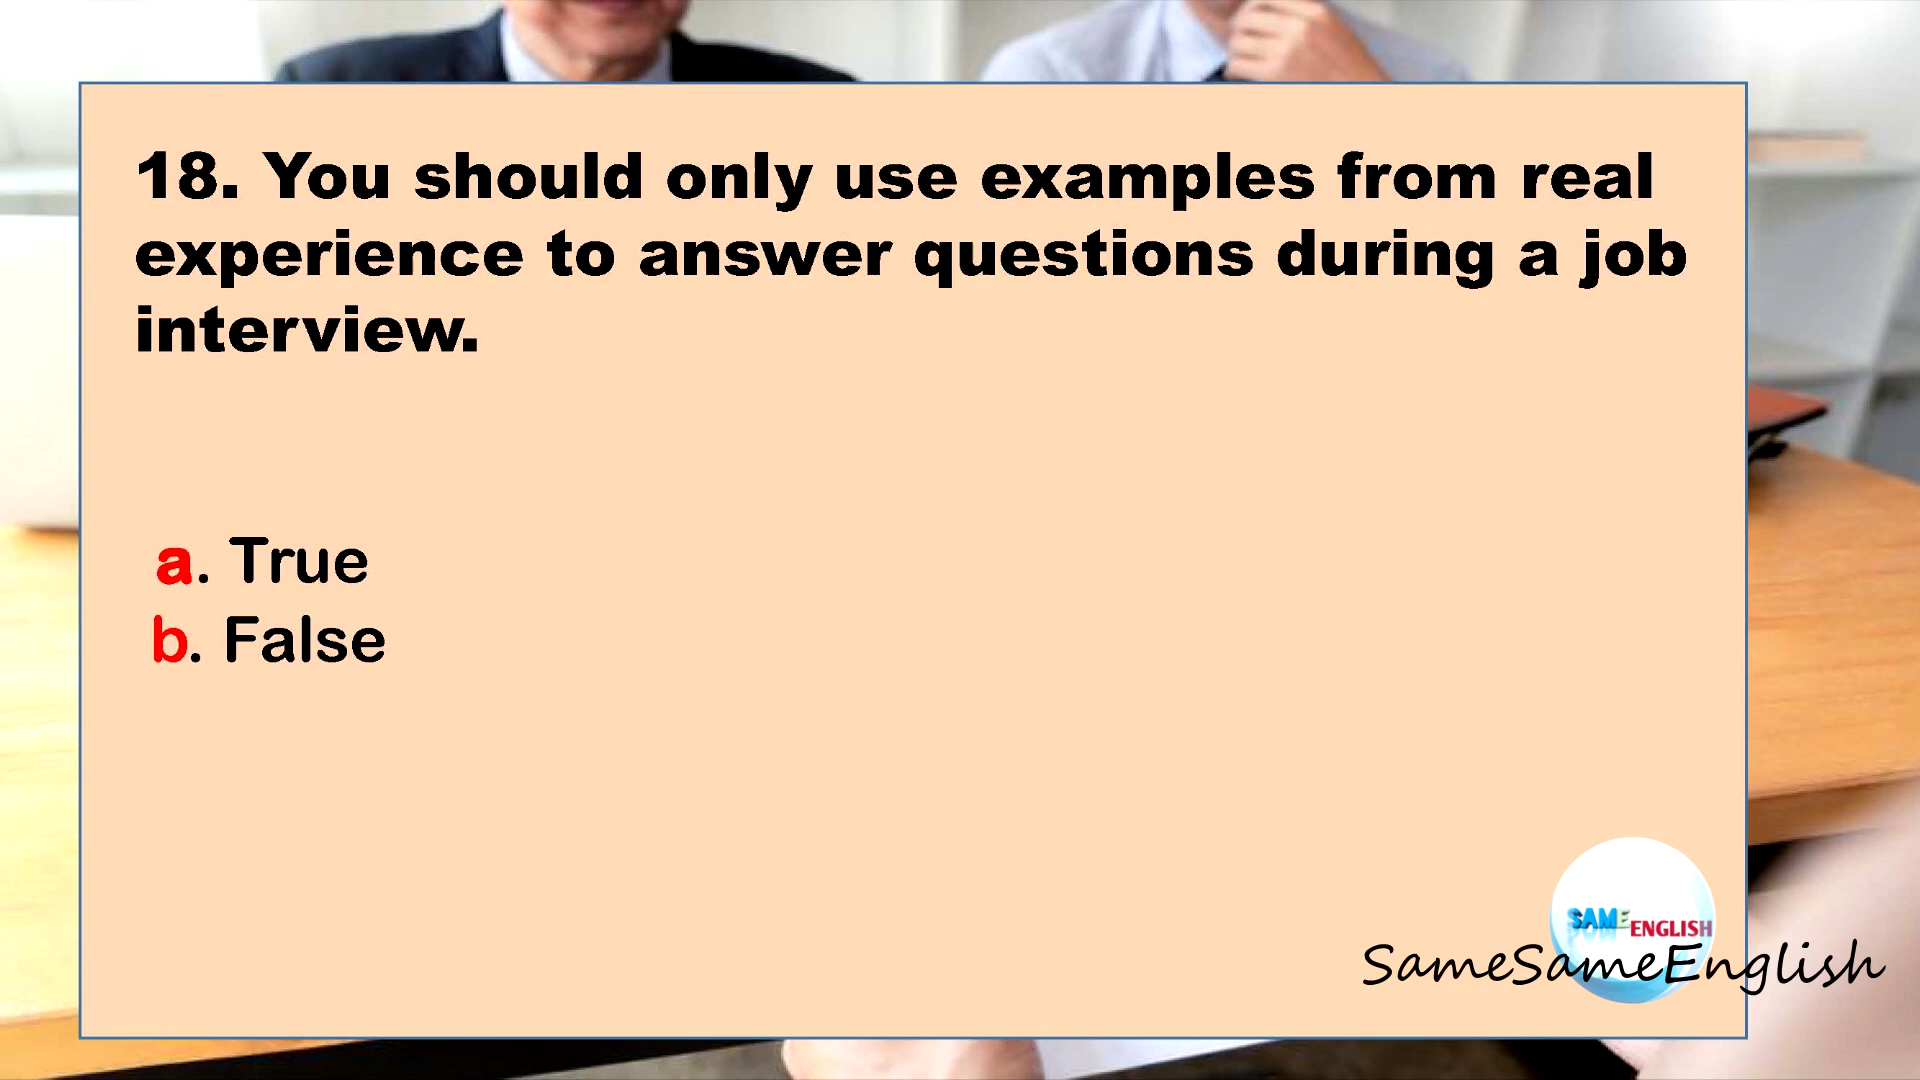 18. You should only use examples from real
experience to answer questions during a job
interview.
a. True
b. False
SAME
ENGLISH
SameSameEnglish